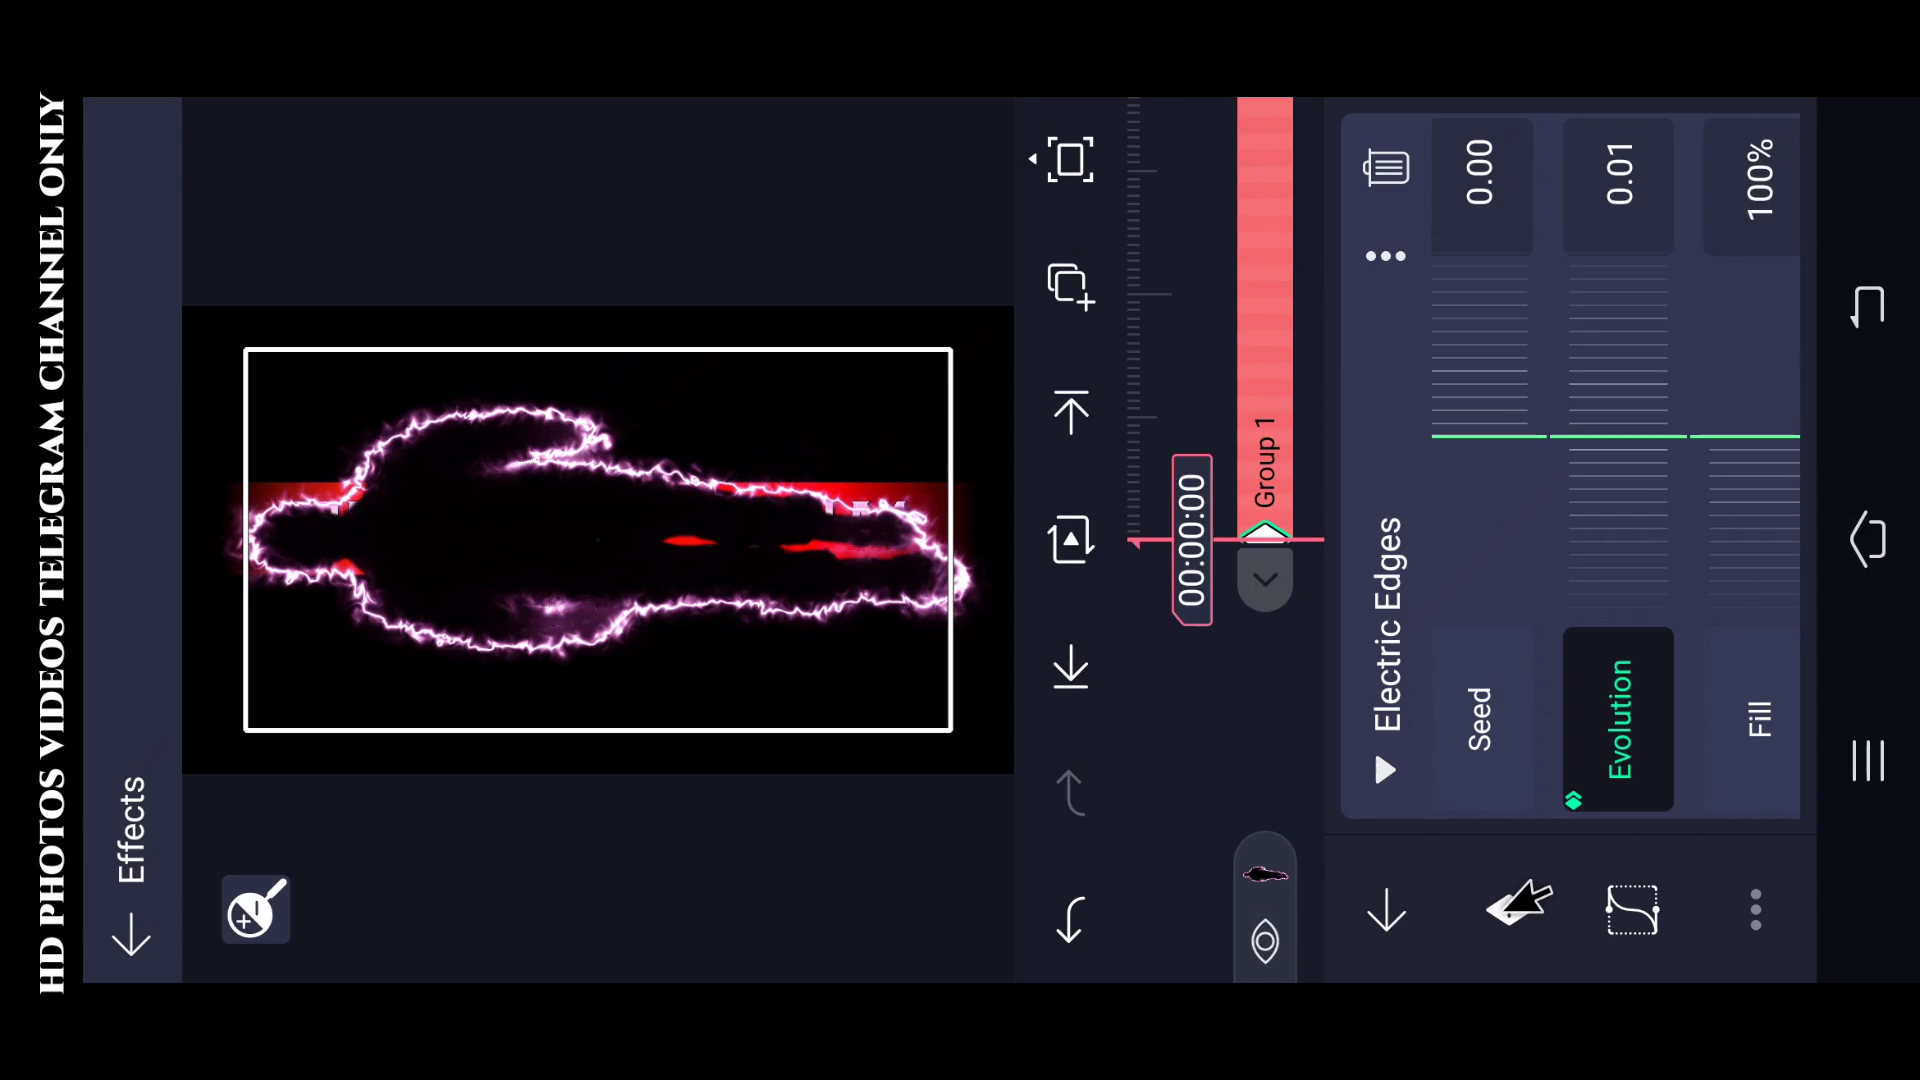 HD PHOTOS VIDEOS TELEGRAM CHANNEL ONLY
Effects
00:00:00
Group 1
Electric Edges
Seed 0.00
Evolution 0.01
Fill 100%